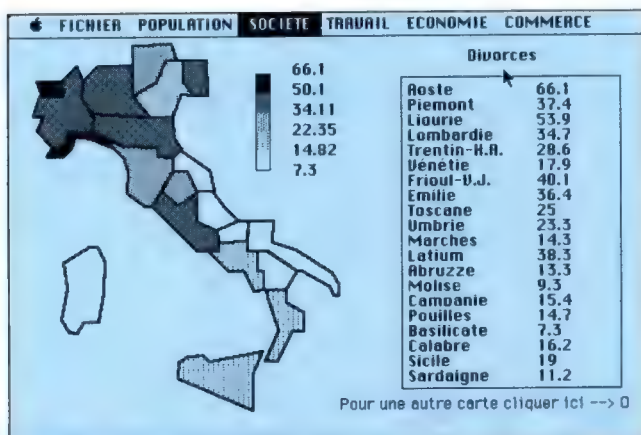 FICHIER POPULATION SOCIETE TRAVAIL ECONOMIE COMMERCE
Divorces
66.1
50.1
34.11
22.35
14.82
7.3
Aoste 66.1
Piemont 37.4
Ligurie 53.9
Lombardie 34.7
Trentin-H.A. 28.6
Vénétie 17.9
Frioul-V.J. 40.1
Emilie 36.4
Toscane 25
Umbrie 23.3
Marches 14.3
Latium 38.3
Abruzze 13.3
Molise 9.3
Campanie 15.4
Pouilles 14.7
Basilicate 7.3
Calabre 16.2
Sicile 19
Sardaigne 11.2
Pour une autre carte cliquer ici --> O